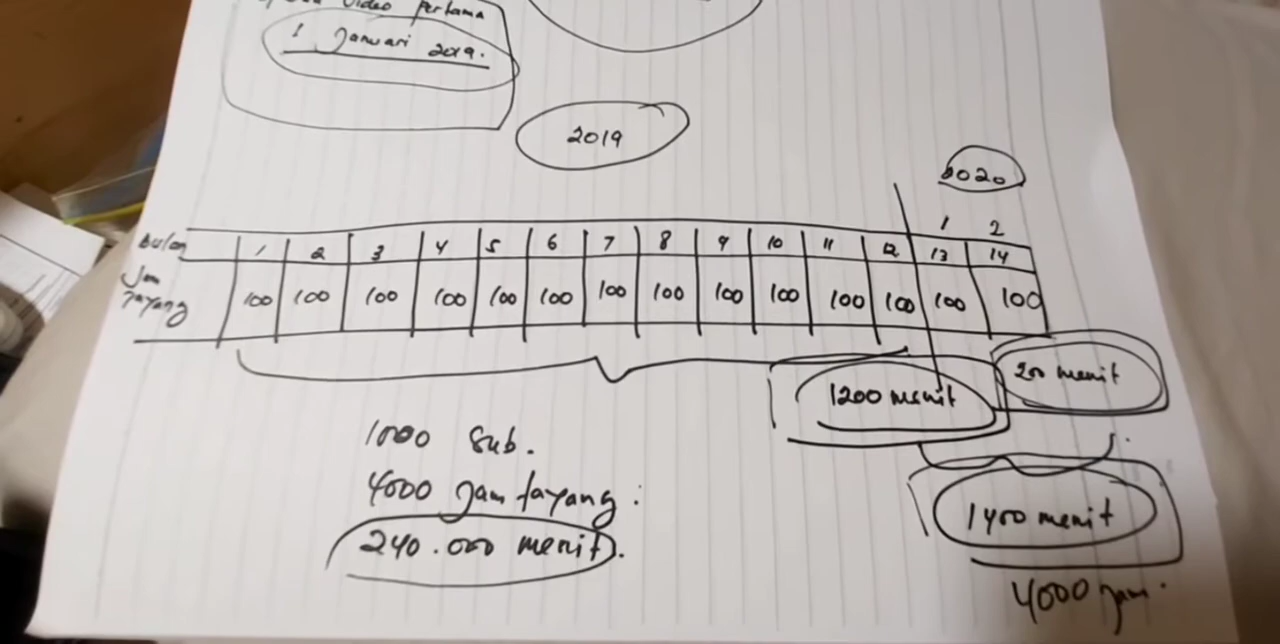 Video pertama
1 Januari 2019.
2019
2020
1 2
Bulan 1 2 3 4 5 6 7 8 9 10 11 12 13 14
Jam
Tayang 100 100 100 100 100 100 100 100 100 100 100 100 100 100
200 menit
1200 menit
1000 Sub.
4000 Jam tayang :
1400 menit
240.000 menit.
4000 Jam.